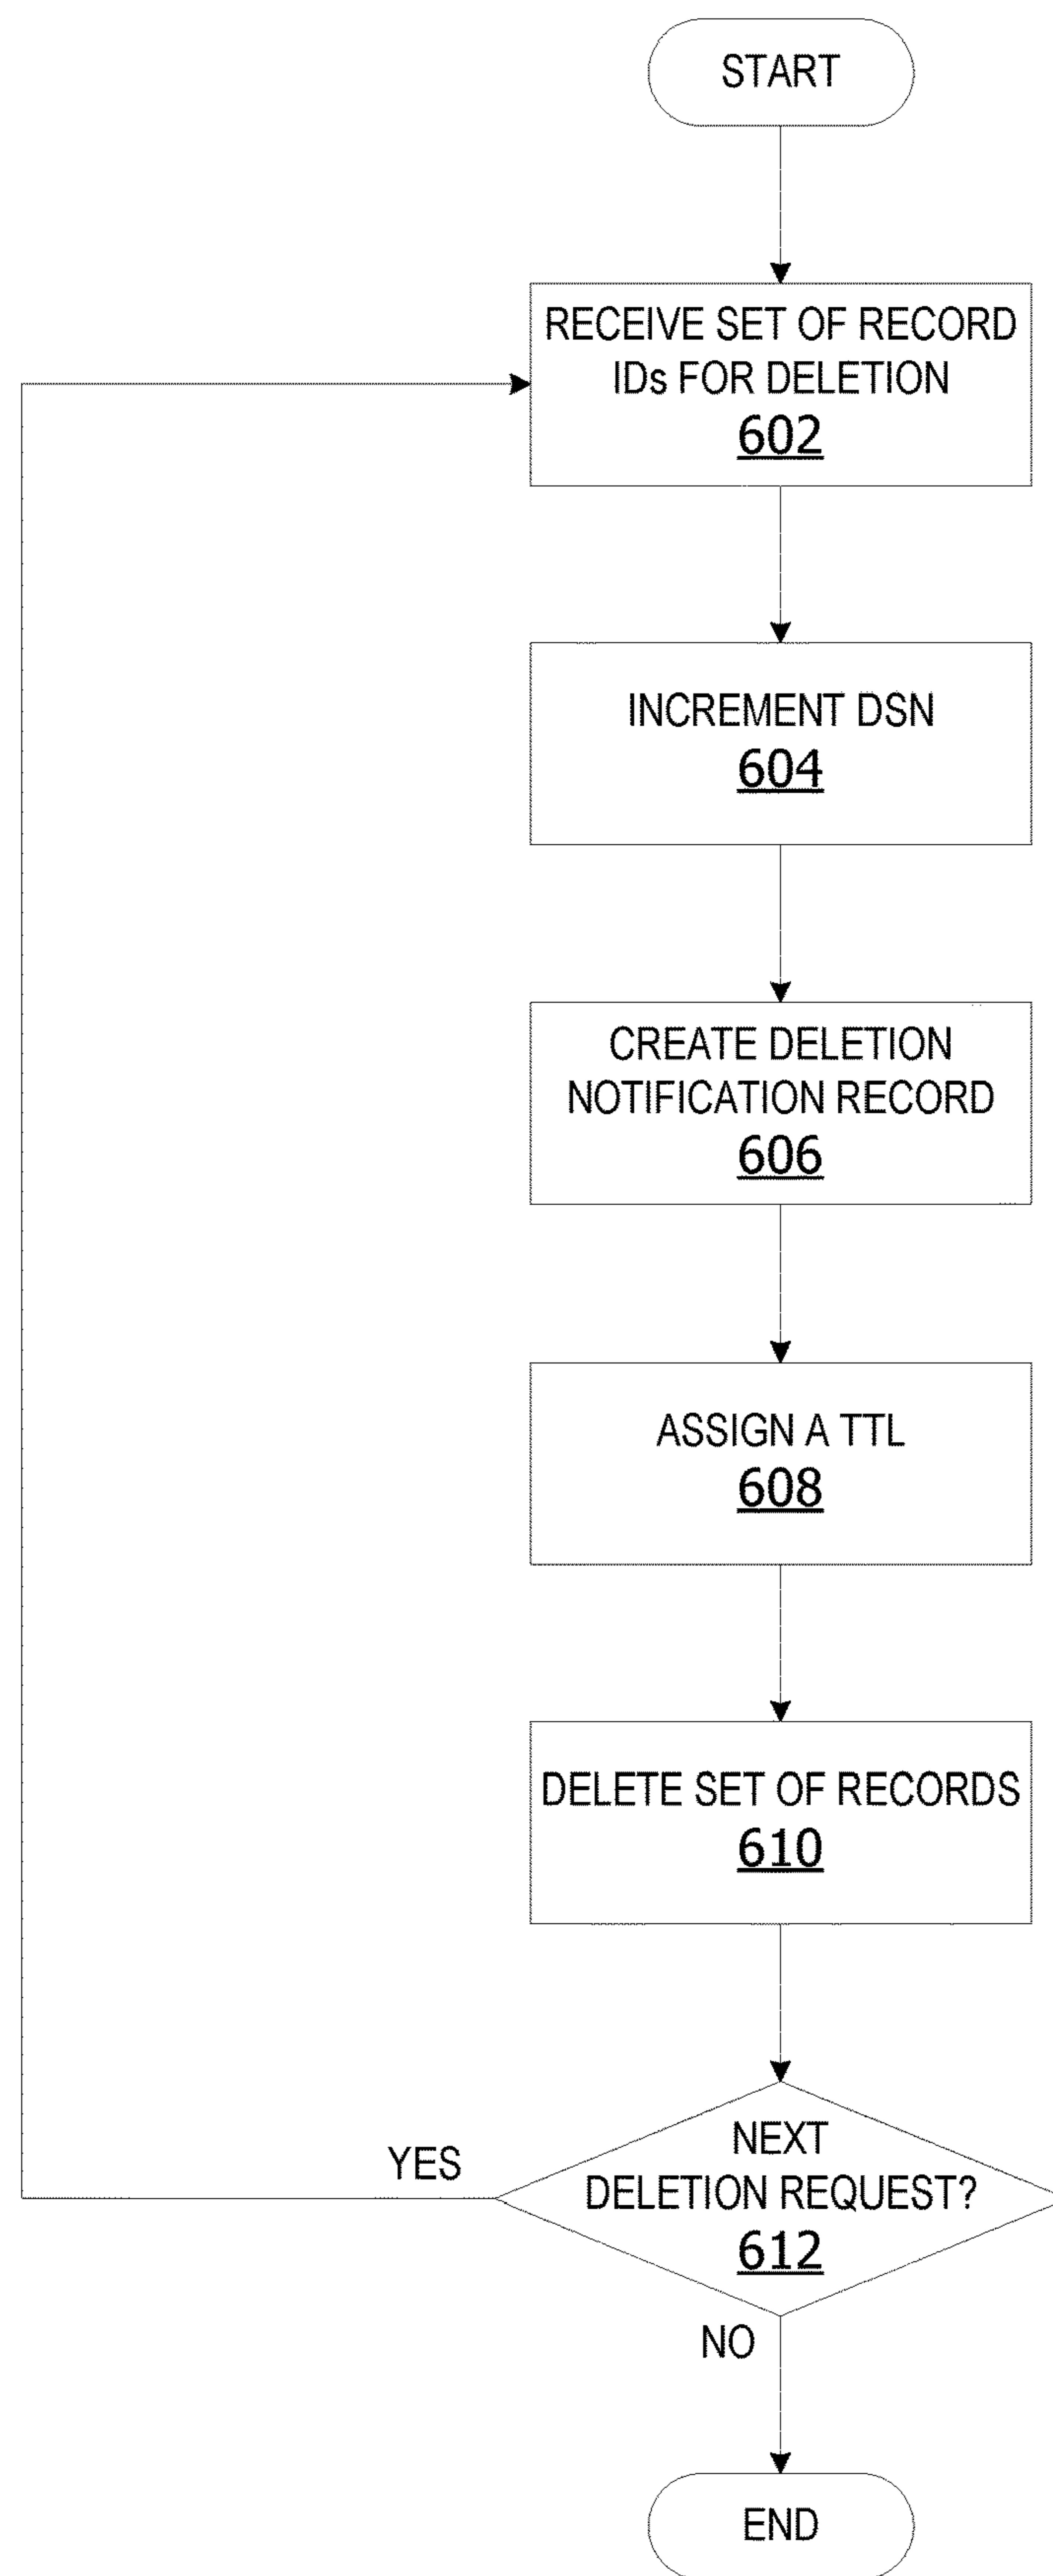 START
RECEIVE SET OF RECORD
IDs FOR DELETION
602
INCREMENT DSN
604
CREATE DELETION
NOTIFICATION RECORD
606
ASSIGN A TTL
608
DELETE SET OF RECORDS
610
NEXT
DELETION REQUEST?
612
YES
NO
END